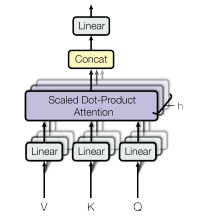 Linear
Concat
Scaled Dot-Product
Attention
h
Linear Linear Linear
V K Q